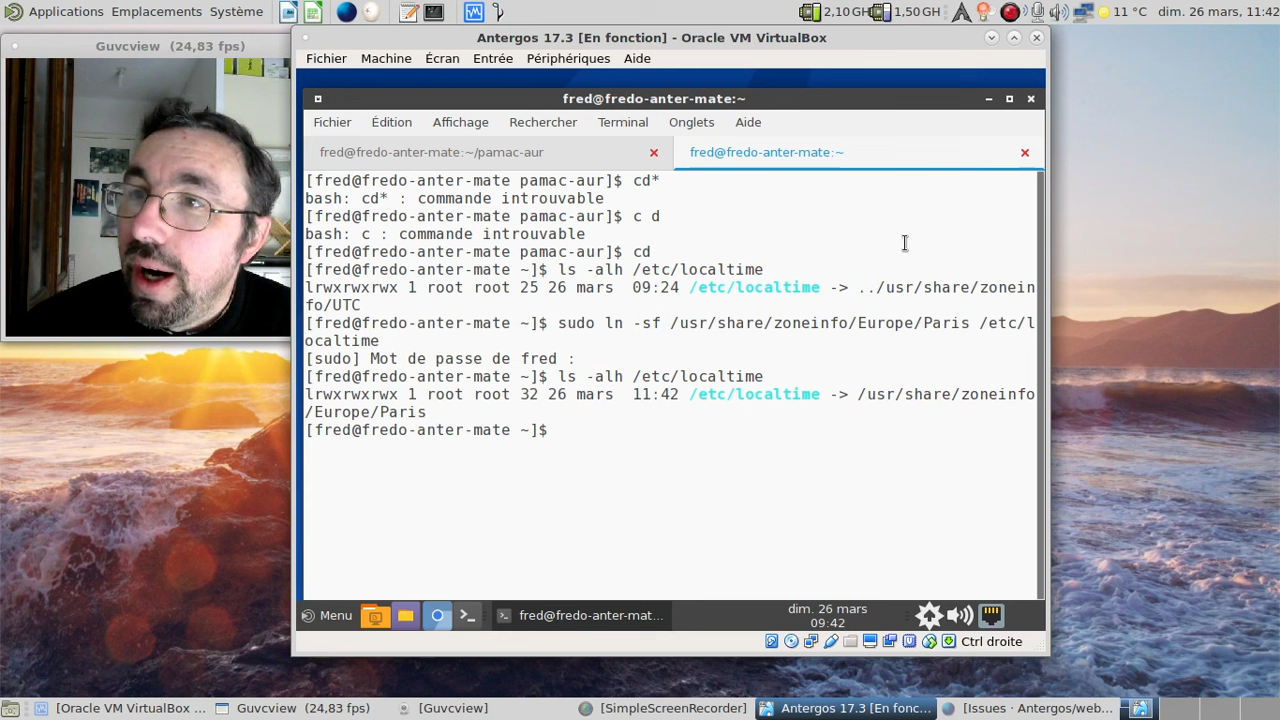 Applications Emplacements Système 2,10 GH 1,50 GH 11 °C dim. 26 mars, 11:42
Guvcview (24,83 fps)
Antergos 17.3 [En fonction] - Oracle VM VirtualBox
Fichier Machine Écran Entrée Périphériques Aide
fred@fredo-anter-mate:~
Fichier Édition Affichage Rechercher Terminal Onglets Aide
fred@fredo-anter-mate:~/pamac-aur fred@fredo-anter-mate:~
[fred@fredo-anter-mate pamac-aur]$ cd*
bash: cd* : commande introuvable
[fred@fredo-anter-mate pamac-aur]$ c d
bash: c : commande introuvable
[fred@fredo-anter-mate pamac-aur]$ cd
[fred@fredo-anter-mate ~]$ ls -alh /etc/localtime
lrwxrwxrwx 1 root root 25 26 mars  09:24 /etc/localtime -> ../usr/share/zonein
fo/UTC
[fred@fredo-anter-mate ~]$ sudo ln -sf /usr/share/zoneinfo/Europe/Paris /etc/l
ocaltime
[sudo] Mot de passe de fred :
[fred@fredo-anter-mate ~]$ ls -alh /etc/localtime
lrwxrwxrwx 1 root root 32 26 mars  11:42 /etc/localtime -> /usr/share/zoneinfo
/Europe/Paris
[fred@fredo-anter-mate ~]$
Menu fred@fredo-anter-mat... dim. 26 mars
09:42
Ctrl droite
[Oracle VM VirtualBox ... Guvcview (24,83 fps) [Guvcview] [SimpleScreenRecorder] Antergos 17.3 [En fonc... [Issues · Antergos/web...